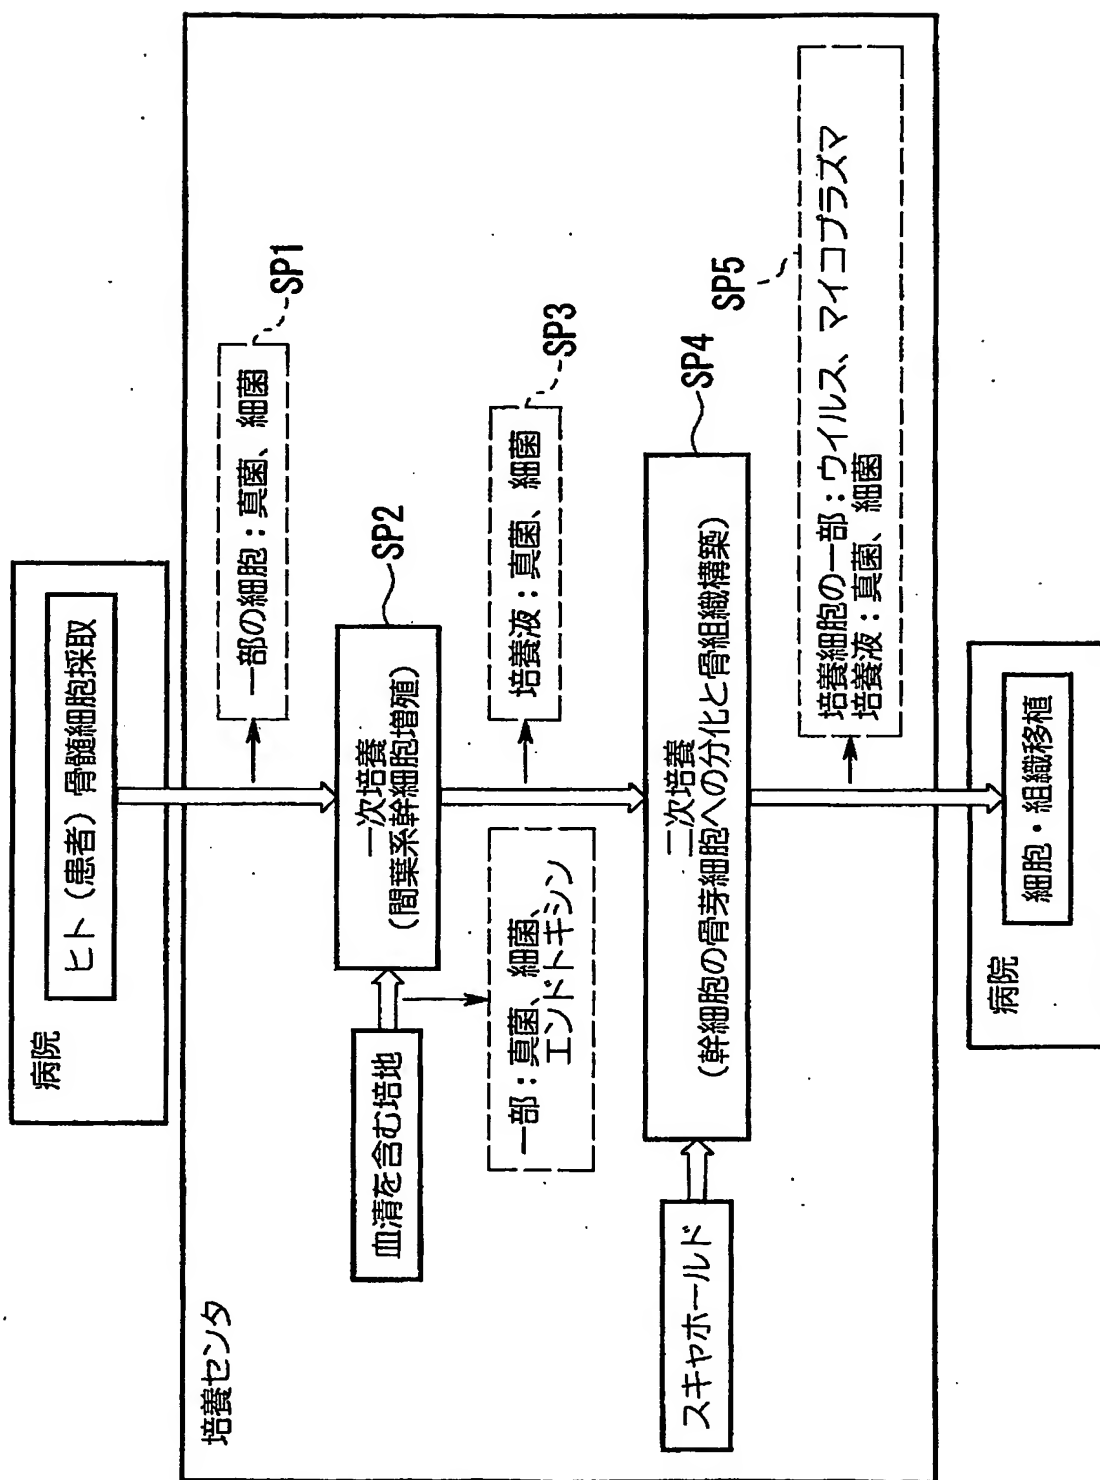 病院
ヒト（患者）骨髄細胞採取
培養センタ
一部の細胞：真菌、細菌
SP1
血清を含む培地
一次培養
（間葉系幹細胞増殖）
SP2
一部：真菌、細菌、
エンドトキシン
培養液：真菌、細菌
SP3
スキャホールド
二次培養
（幹細胞の骨芽細胞への分化と骨組織構築）
SP4
培養細胞の一部：ウイルス、マイコプラズマ
培養液：真菌、細菌
SP5
病院
細胞・組織移植